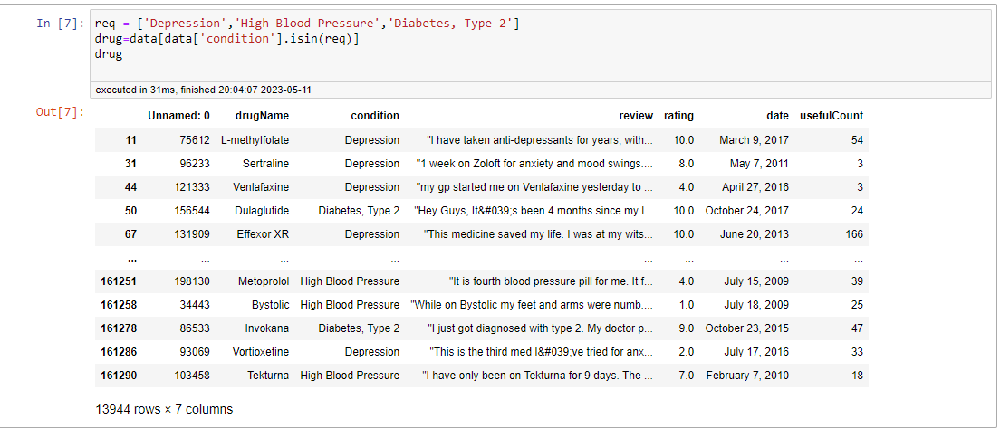 In [7]: req = ['Depression','High Blood Pressure','Diabetes, Type 2']
drug=data[data['condition'].isin(req)]
drug
executed in 31ms, finished 20:04:07 2023-05-11
Out[7]:
Unnamed: 0 drugName condition review rating date usefulCount
11 75612 L-methylfolate Depression "I have taken anti-depressants for years, with... 10.0 March 9, 2017 54
31 96233 Sertraline Depression "1 week on Zoloft for anxiety and mood swings.... 8.0 May 7, 2011 3
44 121333 Venlafaxine Depression "my gp started me on Venlafaxine yesterday to ... 4.0 April 27, 2016 3
50 156544 Dulaglutide Diabetes, Type 2 "Hey Guys, It&#039;s been 4 months since my l... 10.0 October 24, 2017 24
67 131909 Effexor XR Depression "This medicine saved my life. I was at my wits... 10.0 June 20, 2013 166
... ... ... ... ... ... ... ...
161251 198130 Metoprolol High Blood Pressure "It is fourth blood pressure pill for me. It f... 4.0 July 15, 2009 39
161258 34443 Bystolic High Blood Pressure "While on Bystolic my feet and arms were numb.... 1.0 July 18, 2009 25
161278 86533 Invokana Diabetes, Type 2 "I just got diagnosed with type 2. My doctor p... 9.0 October 23, 2015 47
161286 93069 Vortioxetine Depression "This is the third med I&#039;ve tried for anx... 2.0 July 17, 2016 33
161290 103458 Tekturna High Blood Pressure "I have only been on Tekturna for 9 days. The ... 7.0 February 7, 2010 18
13944 rows × 7 columns